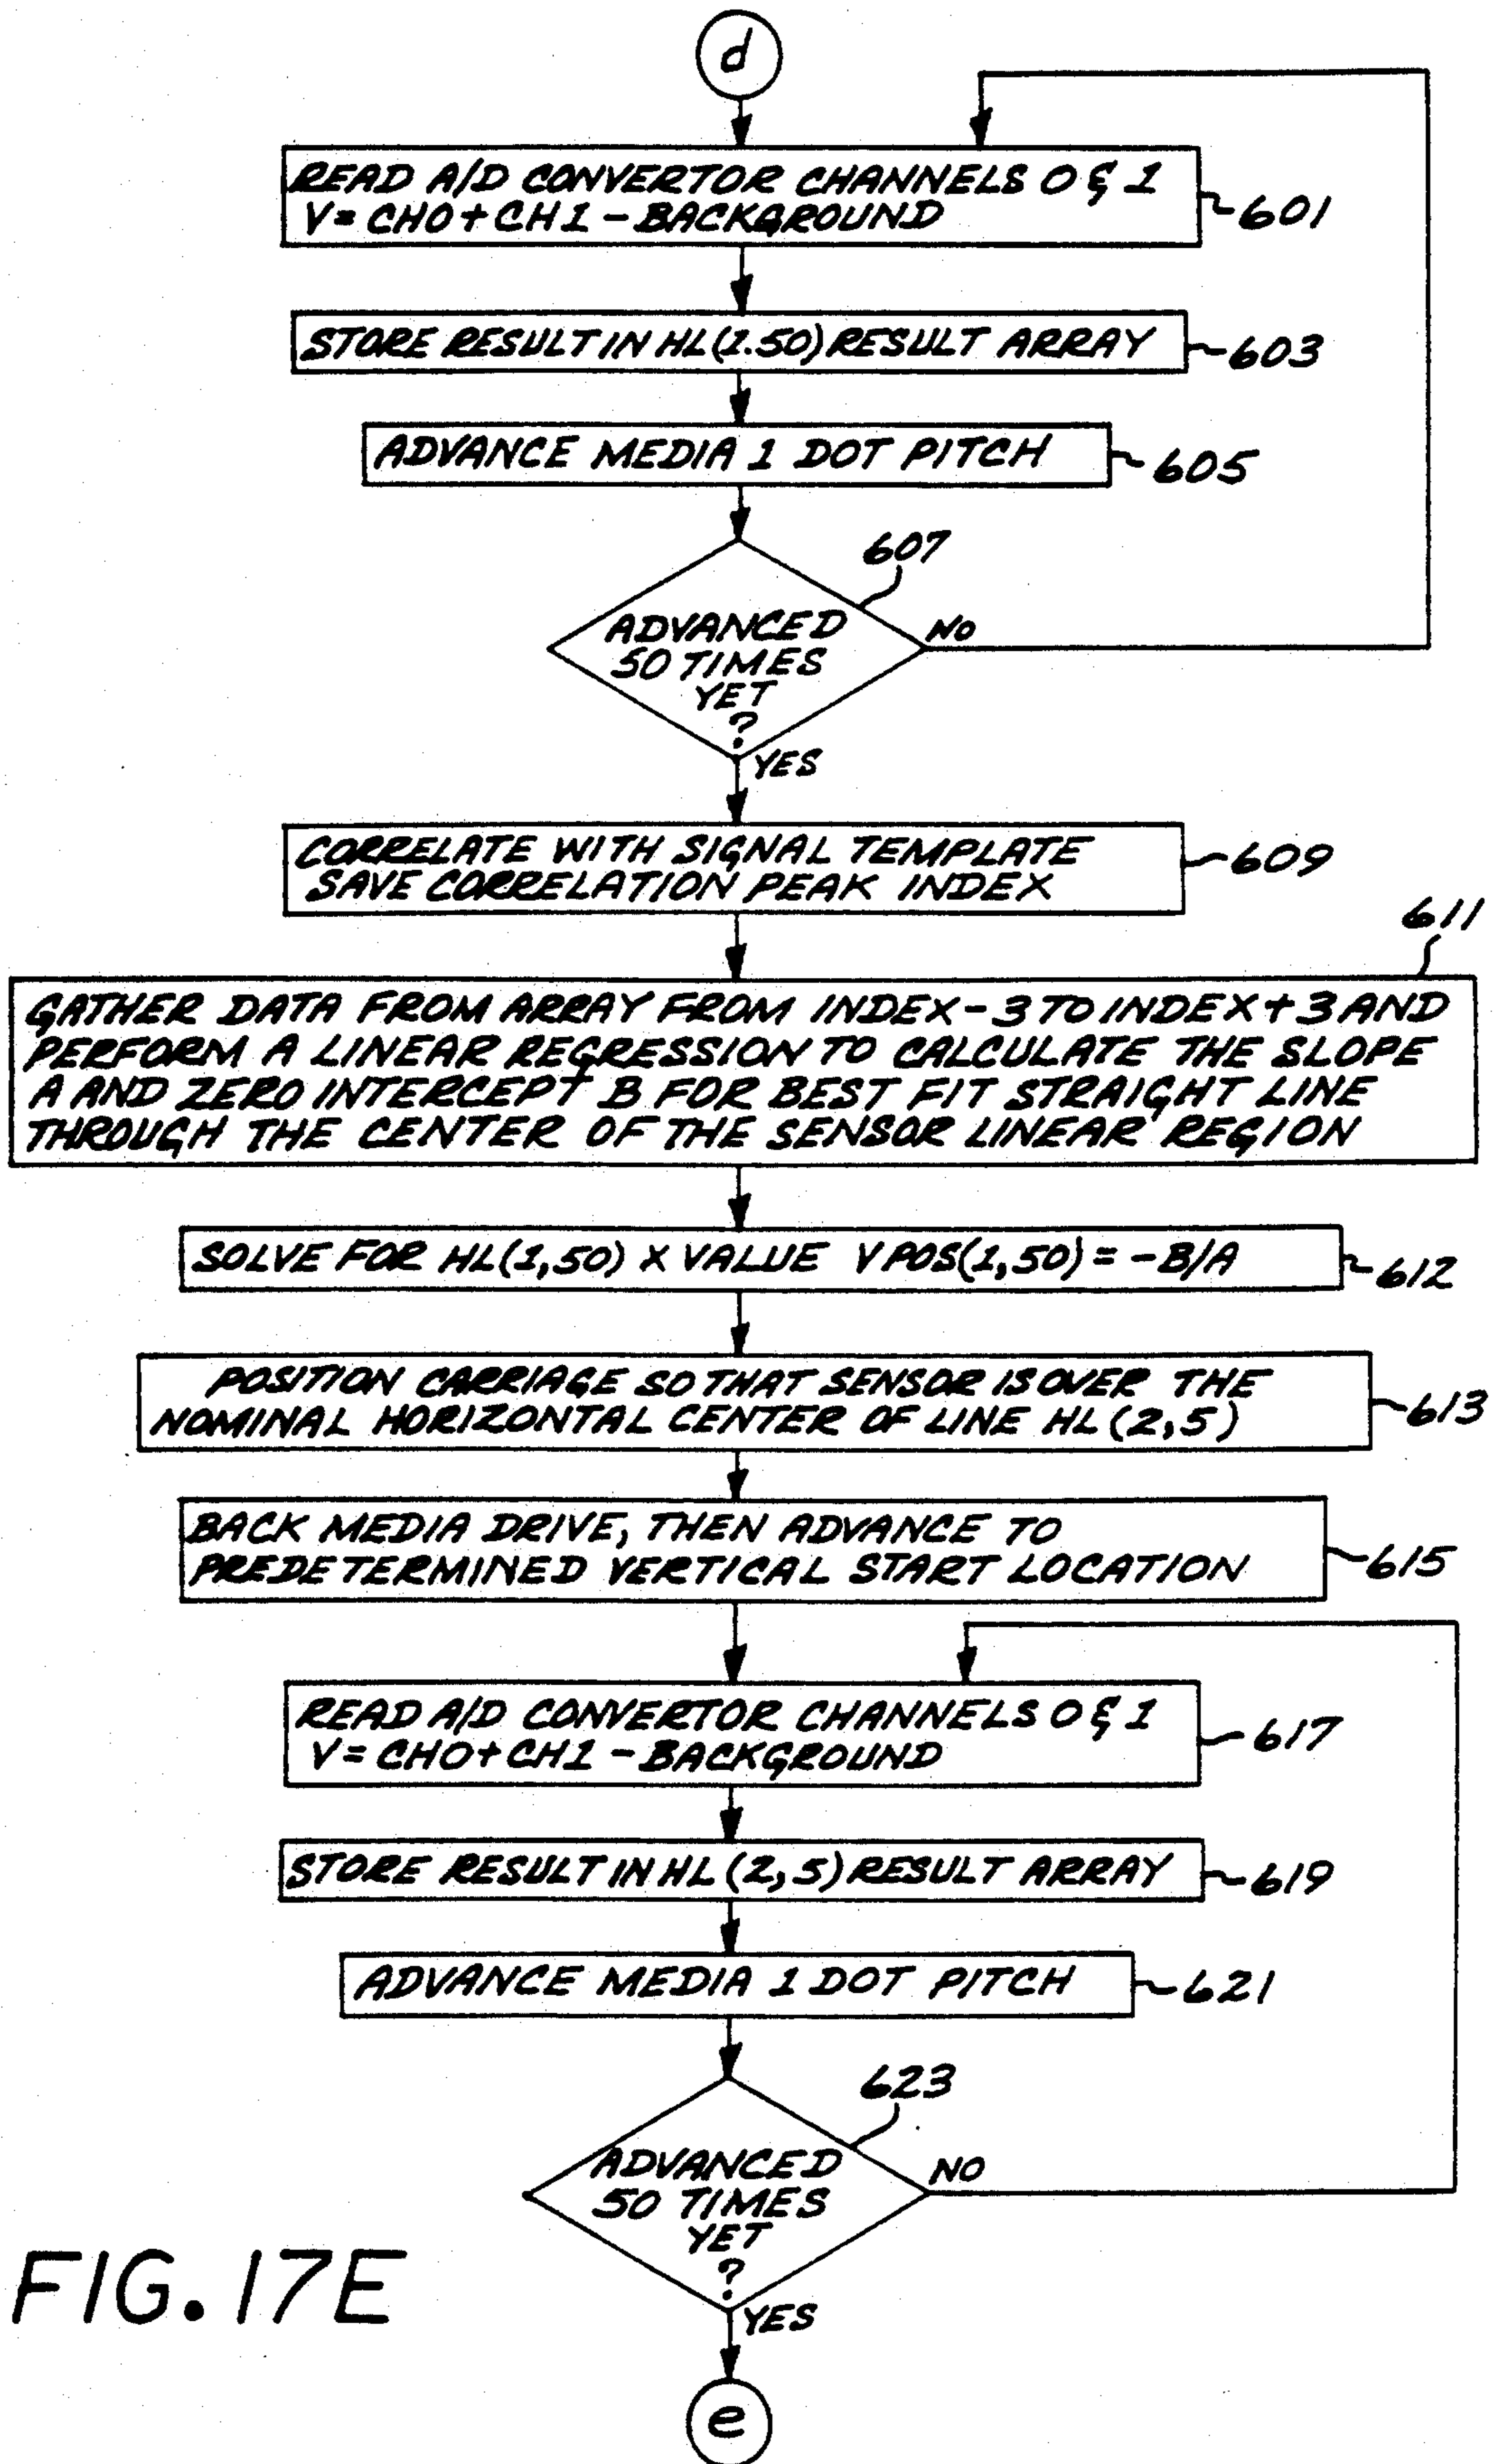 d
READ A/D CONVERTOR CHANNELS 0 & 1
V = CH0 + CH1 - BACKGROUND
601
STORE RESULT IN HL(1.50) RESULT ARRAY
603
ADVANCE MEDIA 1 DOT PITCH
605
607
ADVANCED
50 TIMES
YET
?
NO
YES
CORRELATE WITH SIGNAL TEMPLATE
SAVE CORRELATION PEAK INDEX
609
611
GATHER DATA FROM ARRAY FROM INDEX-3 TO INDEX+3 AND
PERFORM A LINEAR REGRESSION TO CALCULATE THE SLOPE
A AND ZERO INTERCEPT B FOR BEST FIT STRAIGHT LINE
THROUGH THE CENTER OF THE SENSOR LINEAR REGION
SOLVE FOR HL(1,50) X VALUE V POS(1,50) = -B/A
612
POSITION CARRIAGE SO THAT SENSOR IS OVER THE
NOMINAL HORIZONTAL CENTER OF LINE HL(2,5)
613
BACK MEDIA DRIVE, THEN ADVANCE TO
PREDETERMINED VERTICAL START LOCATION
615
READ A/D CONVERTOR CHANNELS 0 & 1
V = CH0 + CH1 - BACKGROUND
617
STORE RESULT IN HL(2,5) RESULT ARRAY
619
ADVANCE MEDIA 1 DOT PITCH
621
623
ADVANCED
50 TIMES
YET
?
NO
YES
e
FIG. 17E